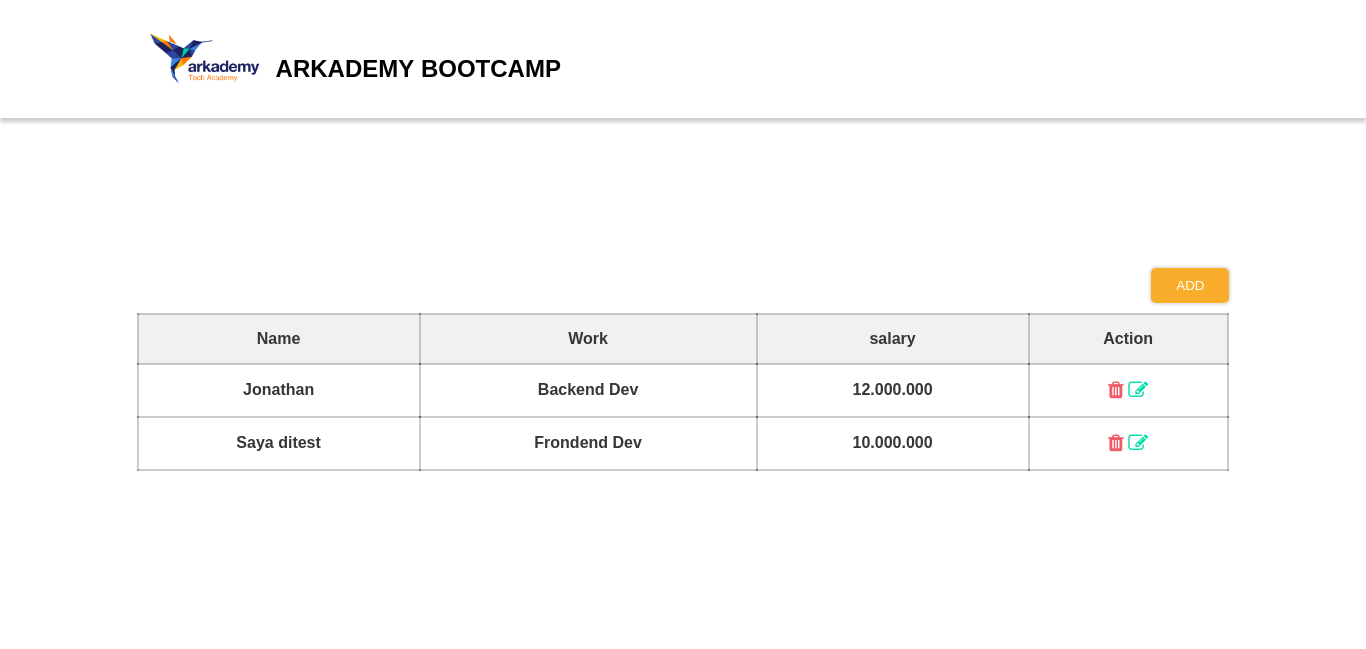 arkademy
Tech Academy
ARKADEMY BOOTCAMP
ADD
Name Work salary Action
Jonathan Backend Dev 12.000.000
Saya ditest Frondend Dev 10.000.000